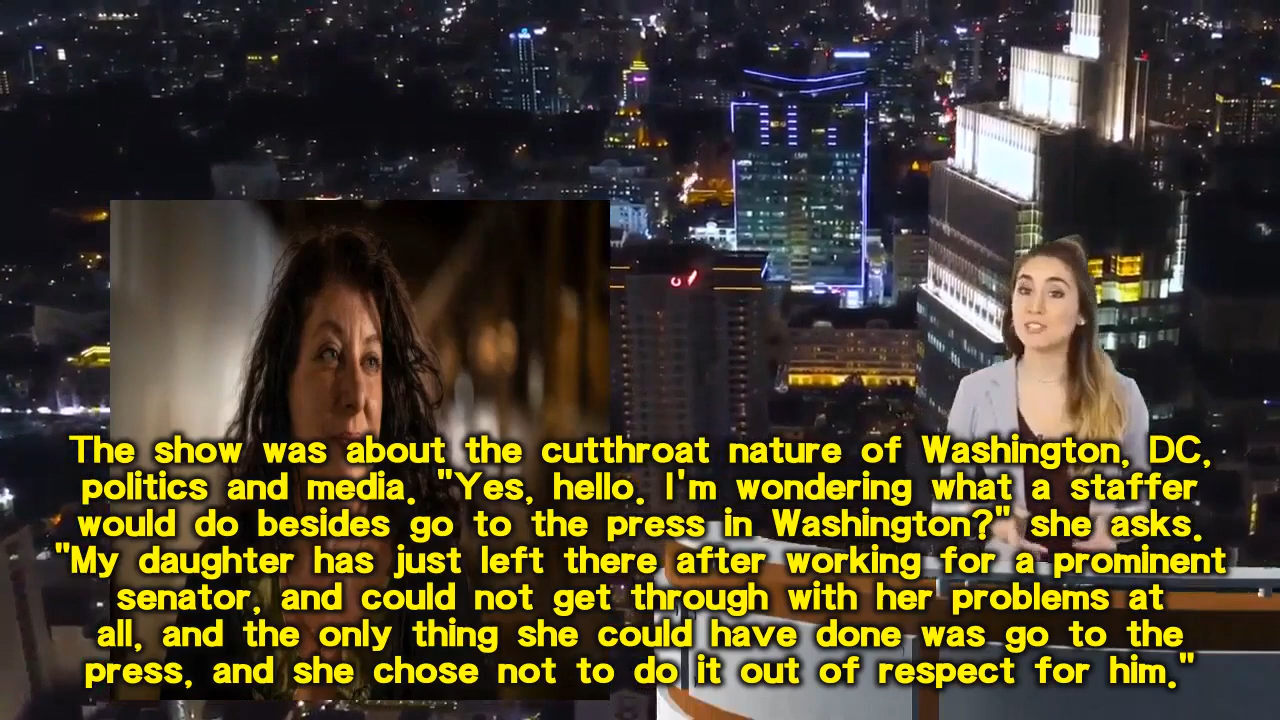 The show was about the cutthroat nature of Washington, DC,
politics and media. "Yes, hello. I'm wondering what a staffer
would do besides go to the press in Washington?" she asks.
"My daughter has just left there after working for a prominent
senator, and could not get through with her problems at
all, and the only thing she could have done was go to the
press, and she chose not to do it out of respect for him."